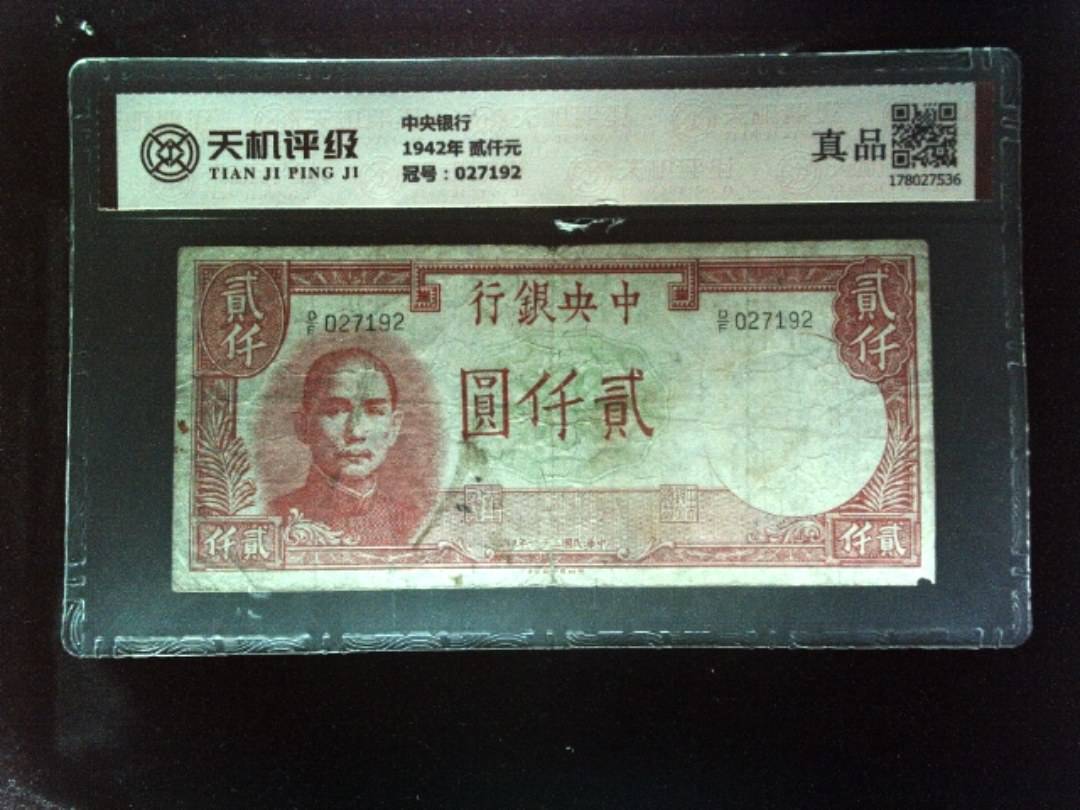 天机评级
TIAN JI PING JI
中央银行
1942年 贰仟元
冠号：027192
真品
178027536
行銀央中
貳仟
貳仟
D/F 027192
D/F 027192
圓仟貳
仟貳
仟貳